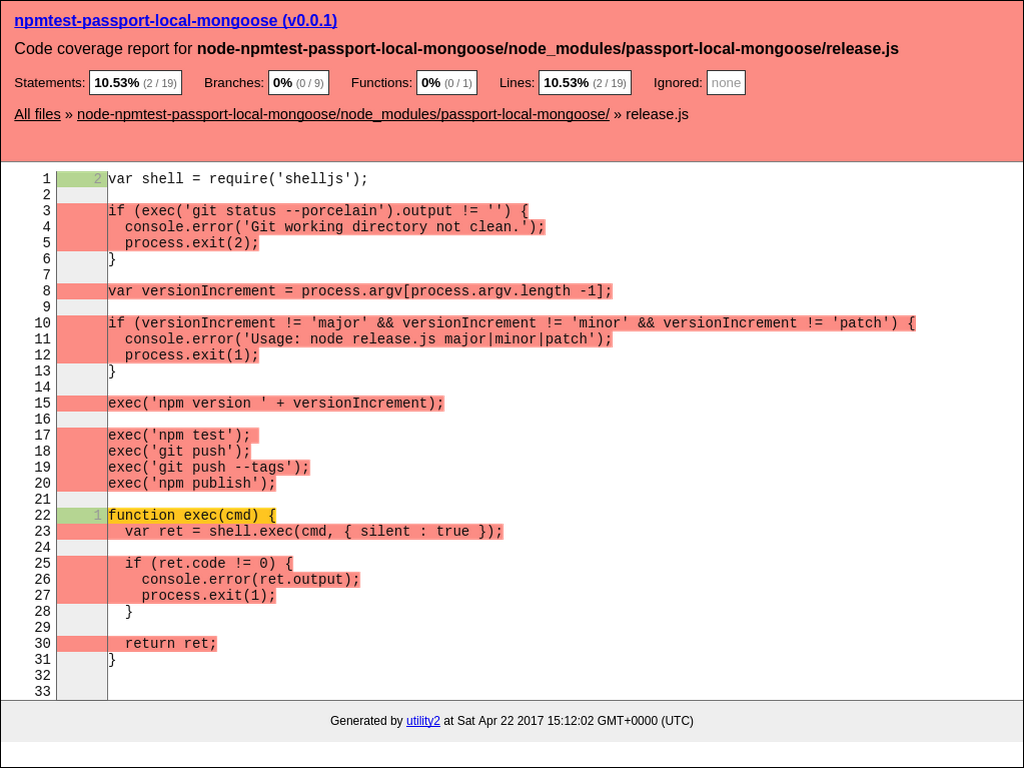 npmtest-passport-local-mongoose (v0.0.1)
Code coverage report for node-npmtest-passport-local-mongoose/node_modules/passport-local-mongoose/release.js
Statements: 10.53% (2 / 19) Branches: 0% (0 / 9) Functions: 0% (0 / 1) Lines: 10.53% (2 / 19) Ignored: none
All files » node-npmtest-passport-local-mongoose/node_modules/passport-local-mongoose/ » release.js
1 2 var shell = require('shelljs');
2
3 if (exec('git status --porcelain').output != '') {
4   console.error('Git working directory not clean.');
5   process.exit(2);
6 }
7
8 var versionIncrement = process.argv[process.argv.length -1];
9
10 if (versionIncrement != 'major' && versionIncrement != 'minor' && versionIncrement != 'patch') {
11   console.error('Usage: node release.js major|minor|patch');
12   process.exit(1);
13 }
14
15 exec('npm version ' + versionIncrement);
16
17 exec('npm test');
18 exec('git push');
19 exec('git push --tags');
20 exec('npm publish');
21
22 1 function exec(cmd) {
23   var ret = shell.exec(cmd, { silent : true });
24
25   if (ret.code != 0) {
26     console.error(ret.output);
27     process.exit(1);
28   }
29
30   return ret;
31 }
32
33
Generated by utility2 at Sat Apr 22 2017 15:12:02 GMT+0000 (UTC)